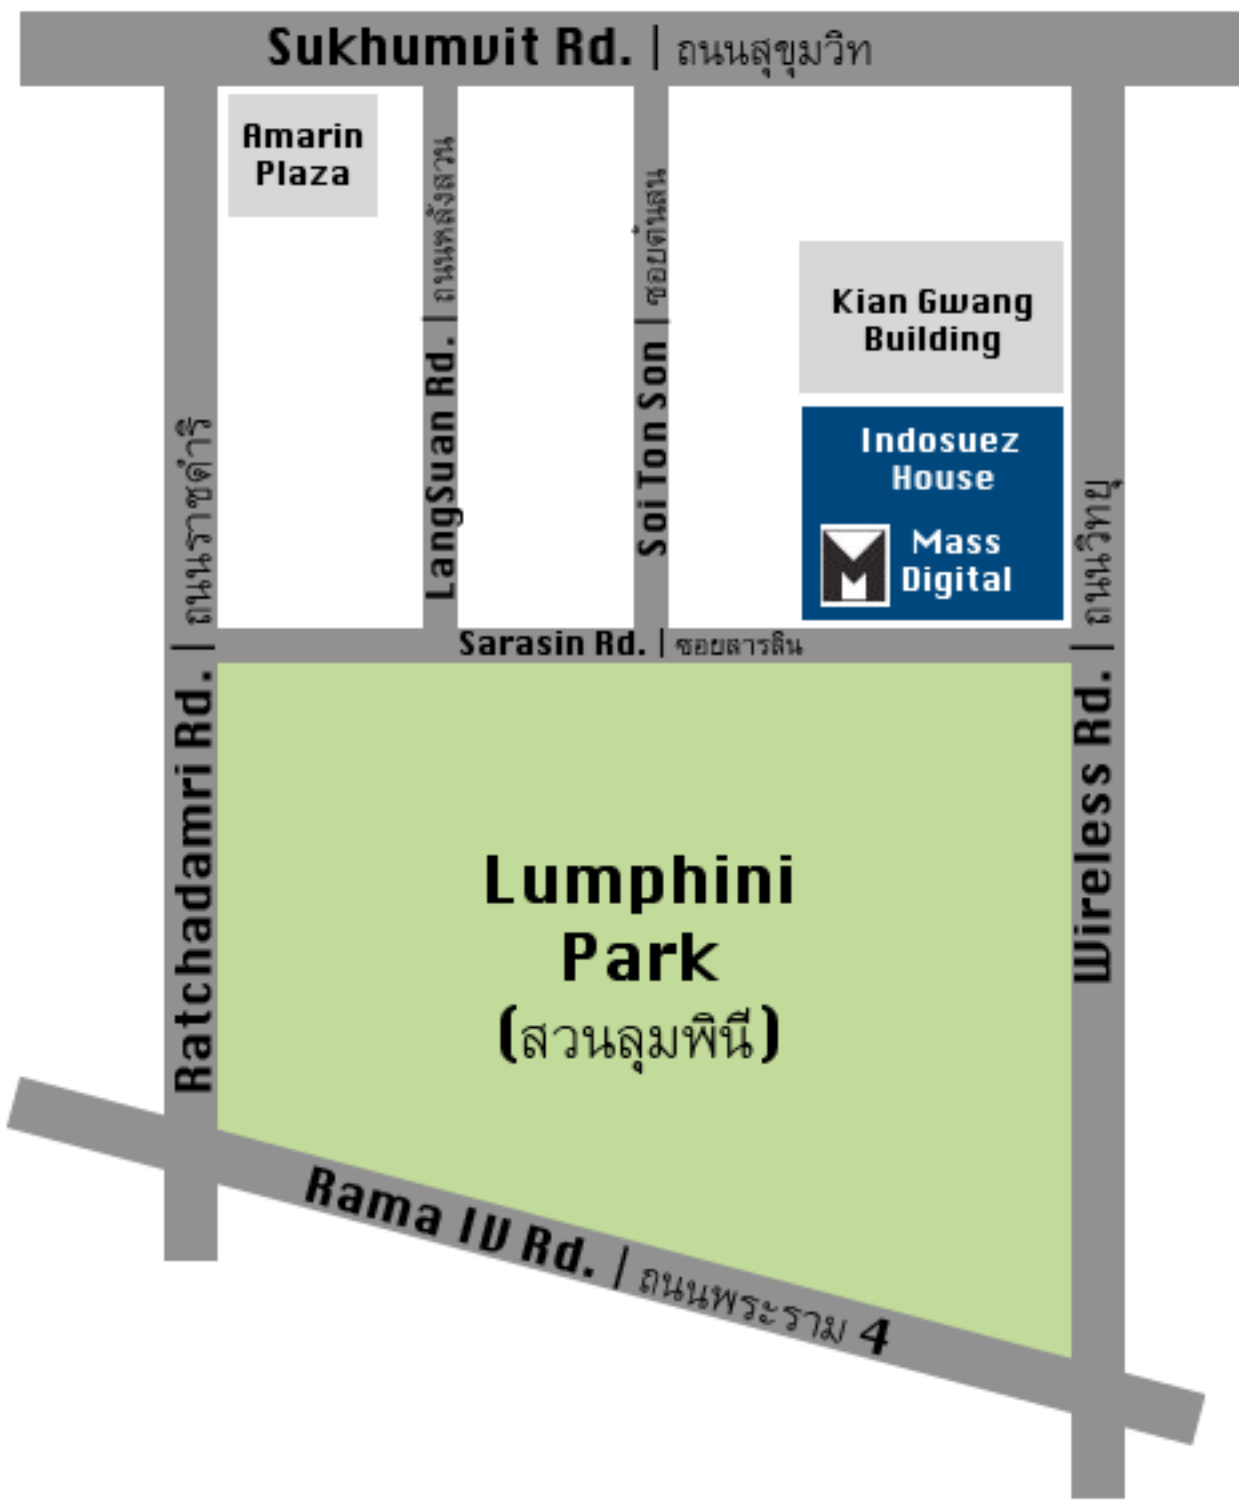 Sukhumvit Rd. | ถนนสุขุมวิท
Amarin
Plaza
LangSuan Rd. | ถนนหลังสวน
Soi Ton Son | ซอยต้นสน
Kian Gwang
Building
Indosuez
House
M Mass
Digital
Ratchadamri Rd. | ถนนราชดำริ
Sarasin Rd. | ซอยสารสิน
Wireless Rd. | ถนนวิทยุ
Lumphini
Park
(สวนลุมพินี)
Rama IV Rd. | ถนนพระราม 4